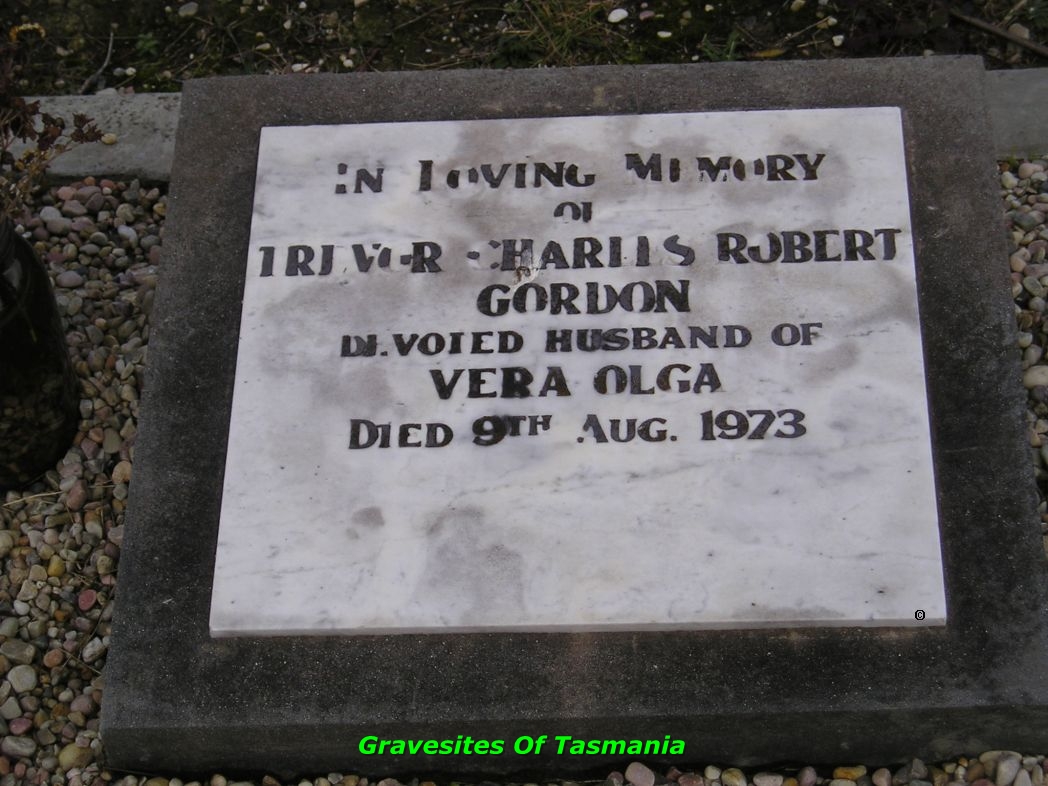 IN LOVING MEMORY
OF
TREVOR CHARLES ROBERT
GORDON
DEVOTED HUSBAND OF
VERA OLGA
DIED 9TH AUG. 1973
©
Gravesites Of Tasmania